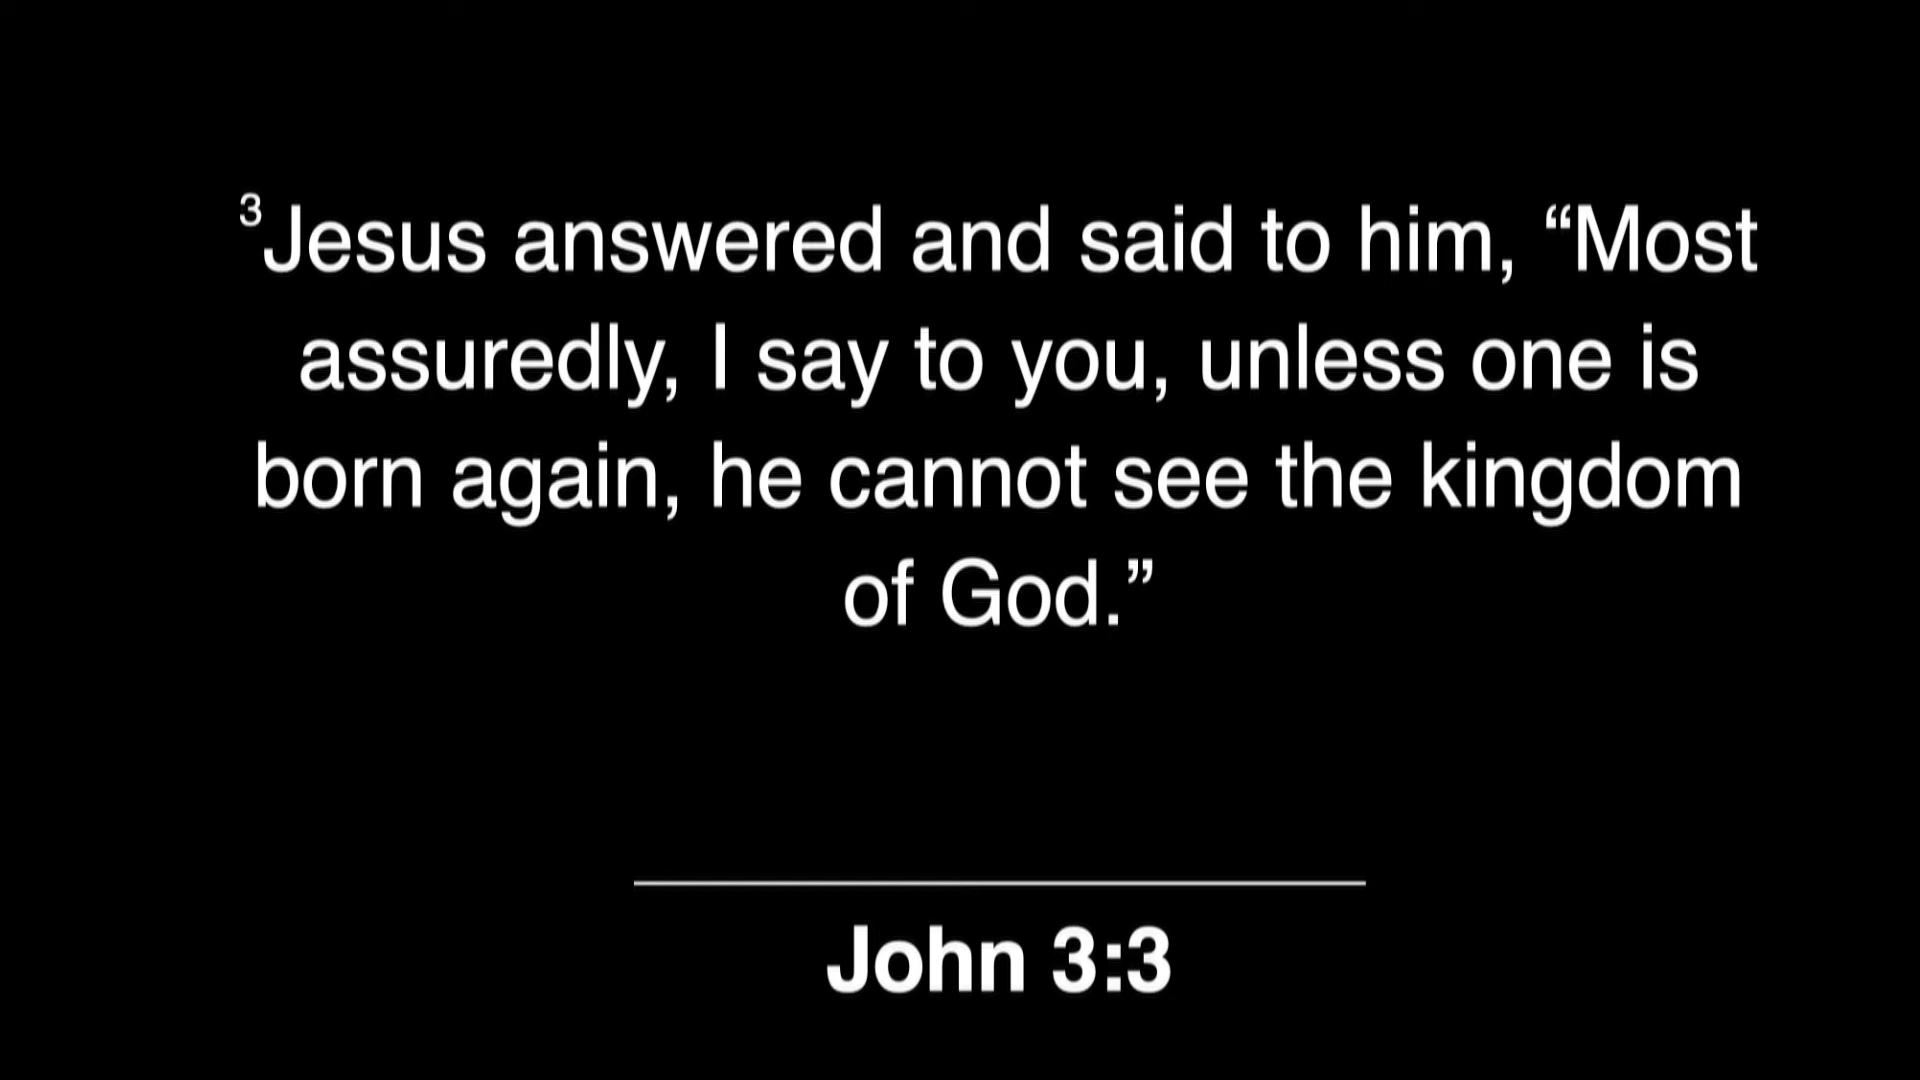 ³Jesus answered and said to him, “Most
assuredly, I say to you, unless one is
born again, he cannot see the kingdom
of God.”
John 3:3